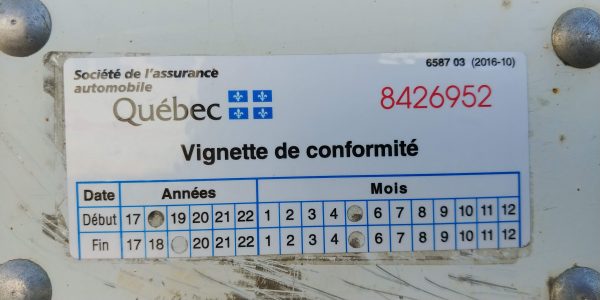 6587 03 (2016-10)
Société de l'assurance
automobile
Québec
8426952
Vignette de conformité
Date Années Mois
Début 17 19 20 21 22 1 2 3 4 6 7 8 9 10 11 12
Fin 17 18 20 21 22 1 2 3 4 6 7 8 9 10 11 12